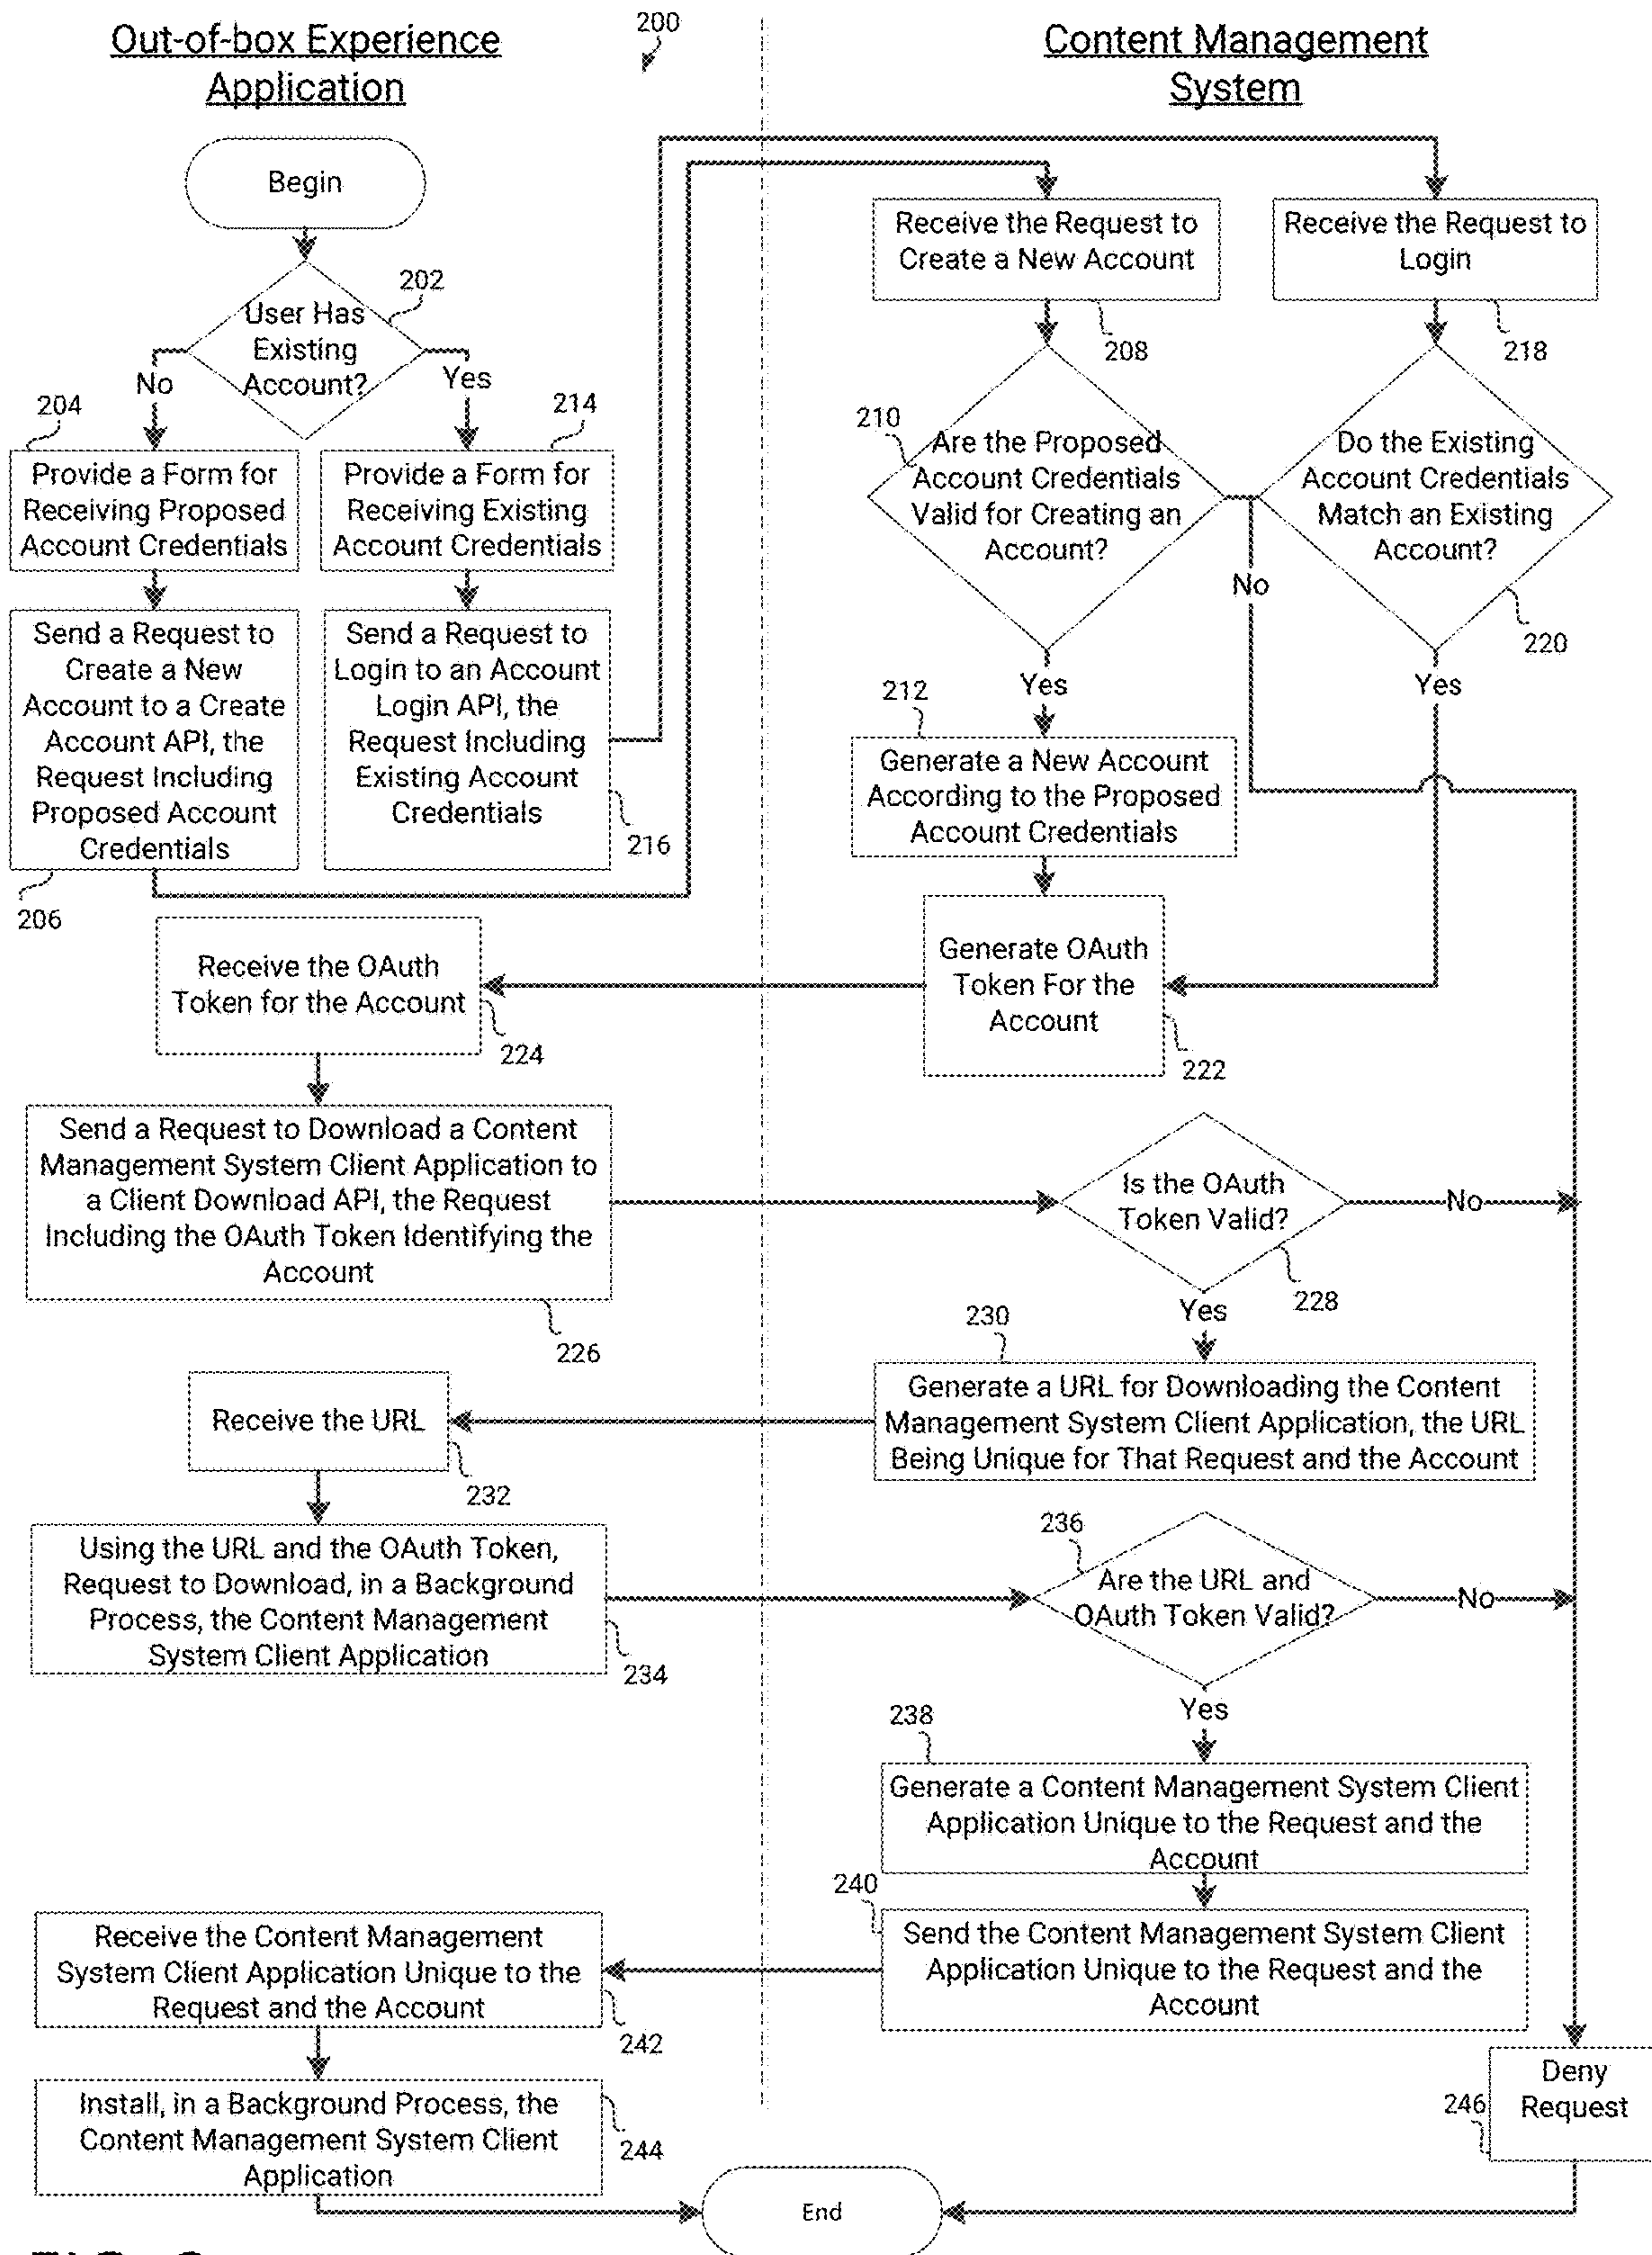 200
Out-of-box Experience
Application
Content Management
System
Begin
202
User Has
Existing
Account?
No
Yes
204
Provide a Form for
Receiving Proposed
Account Credentials
214
Provide a Form for
Receiving Existing
Account Credentials
Send a Request to
Create a New
Account to a Create
Account API, the
Request Including
Proposed Account
Credentials
206
Send a Request to
Login to an Account
Login API, the
Request Including
Existing Account
Credentials
216
Receive the Request to
Create a New Account
208
Receive the Request to
Login
218
210
Are the Proposed
Account Credentials
Valid for Creating an
Account?
No
Yes
Do the Existing
Account Credentials
Match an Existing
Account?
220
Yes
212
Generate a New Account
According to the Proposed
Account Credentials
Generate OAuth
Token For the
Account
222
Receive the OAuth
Token for the Account
224
Send a Request to Download a Content
Management System Client Application to
a Client Download API, the Request
Including the OAuth Token Identifying the
Account
226
Is the OAuth
Token Valid?
No
228
Yes
230
Generate a URL for Downloading the Content
Management System Client Application, the URL
Being Unique for That Request and the Account
Receive the URL
232
Using the URL and the OAuth Token,
Request to Download, in a Background
Process, the Content Management
System Client Application
234
236
Are the URL and
OAuth Token Valid?
No
Yes
238
Generate a Content Management System Client
Application Unique to the Request and the
Account
240
Send the Content Management System Client
Application Unique to the Request and the
Account
Receive the Content Management
System Client Application Unique to the
Request and the Account
242
Install, in a Background Process, the
Content Management System Client
Application
244
Deny
Request
246
End